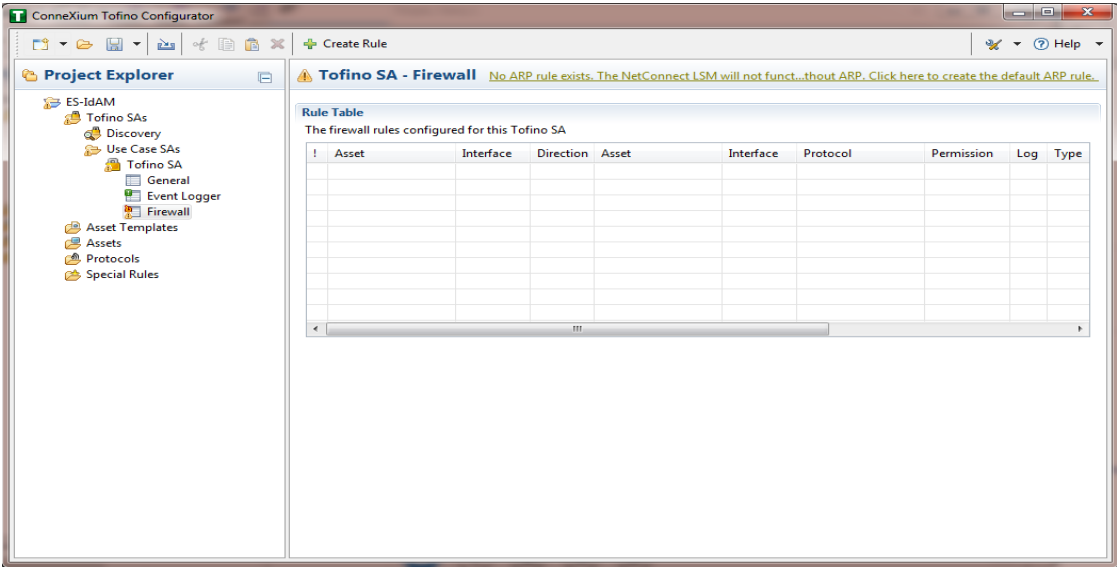 ConneXium Tofino Configurator
Create Rule
Help
Project Explorer
ES-IdAM
Tofino SAs
Discovery
Use Case SAs
Tofino SA
General
Event Logger
Firewall
Asset Templates
Assets
Protocols
Special Rules
Tofino SA - Firewall No ARP rule exists. The NetConnect LSM will not funct...thout ARP. Click here to create the default ARP rule.
Rule Table
The firewall rules configured for this Tofino SA
! Asset Interface Direction Asset Interface Protocol Permission Log Type